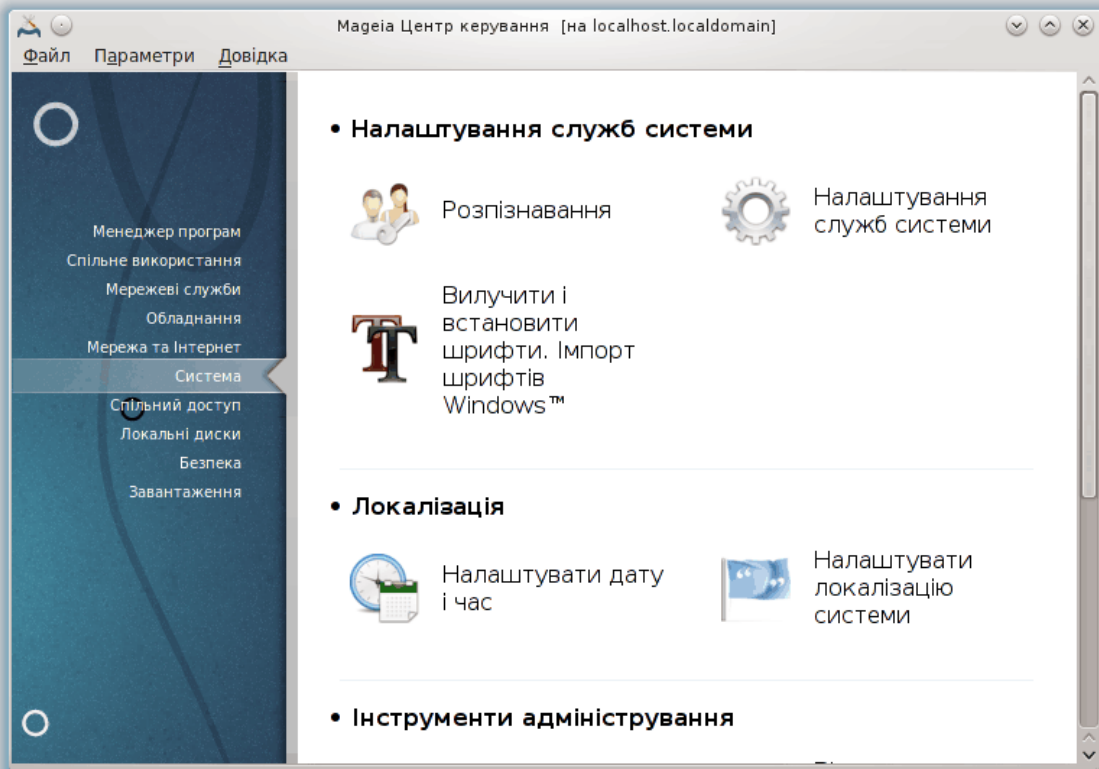 Mageia Центр керування [на localhost.localdomain]
Файл Параметри Довідка
Менеджер програм
Спільне використання
Мережеві служби
Обладнання
Мережа та Інтернет
Система
Спільний доступ
Локальні диски
Безпека
Завантаження
• Налаштування служб системи
Розпізнавання
Налаштування
служб системи
Вилучити і
встановити
шрифти. Імпорт
шрифтів
Windows™
• Локалізація
Налаштувати дату
і час
Налаштувати
локалізацію
системи
• Інструменти адміністрування